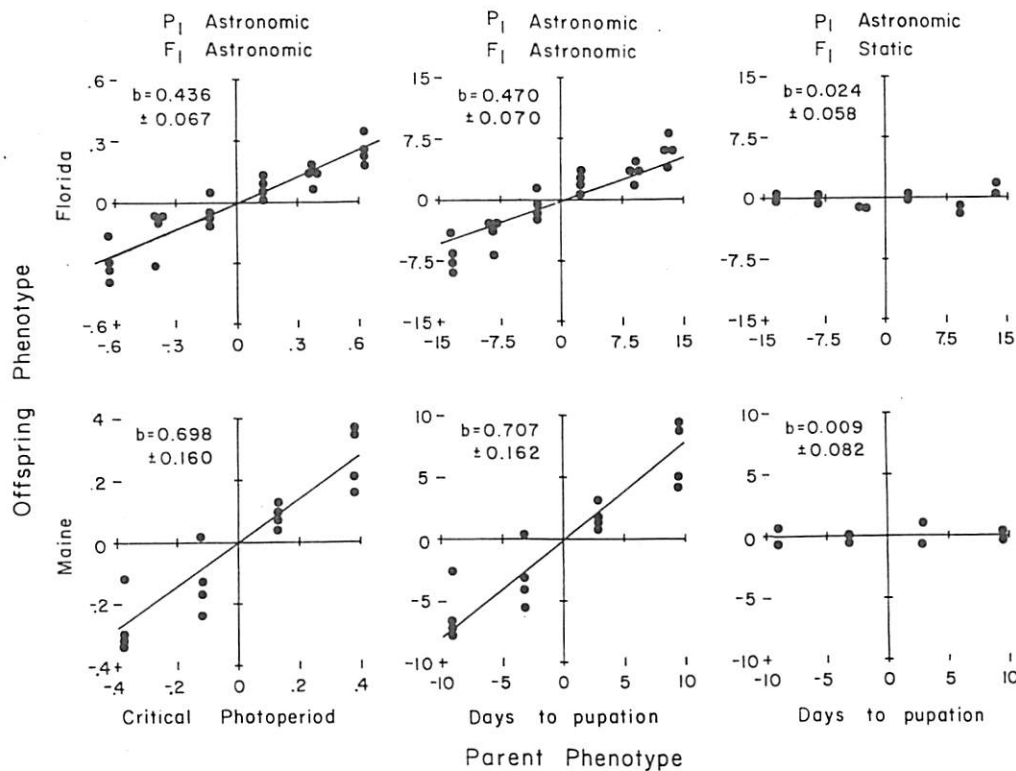 P1 Astronomic P1 Astronomic P1 Astronomic
F1 Astronomic F1 Astronomic F1 Static
.6 15 15
b=0.436 b=0.470 b=0.024
±0.067 ±0.070 ±0.058
.3 7.5 7.5
Florida
0 0 0
-7.5 -7.5
-.6 -15 -15
-.6 -.3 0 .3 .6 -15 -7.5 0 7.5 15 -15 -7.5 0 7.5 15
Offspring Phenotype
.4 10 10
b=0.698 b=0.707 b=0.009
±0.160 ±0.162 ±0.082
.2 5 5
Maine
0 0 0
-.2 -5 -5
-.4 -10 -10
-.4 -.2 0 .2 .4 -10 -5 0 5 10 -10 -5 0 5 10
Critical Photoperiod Days to pupation Days to pupation
Parent Phenotype